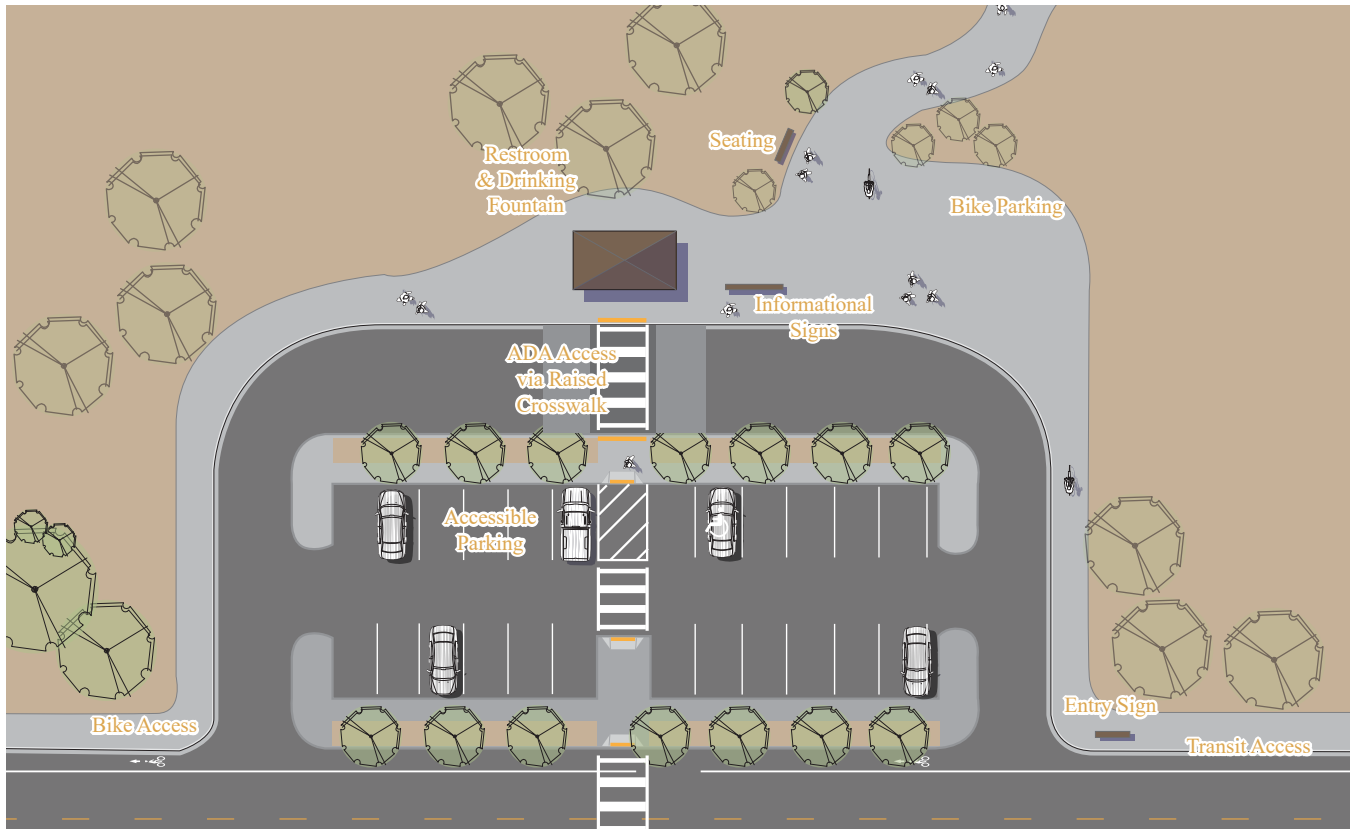 Seating
Restroom
& Drinking
Fountain
Bike Parking
Informational
Signs
ADA Access
via Raised
Crosswalk
Accessible
Parking
Entry Sign
Bike Access
Transit Access